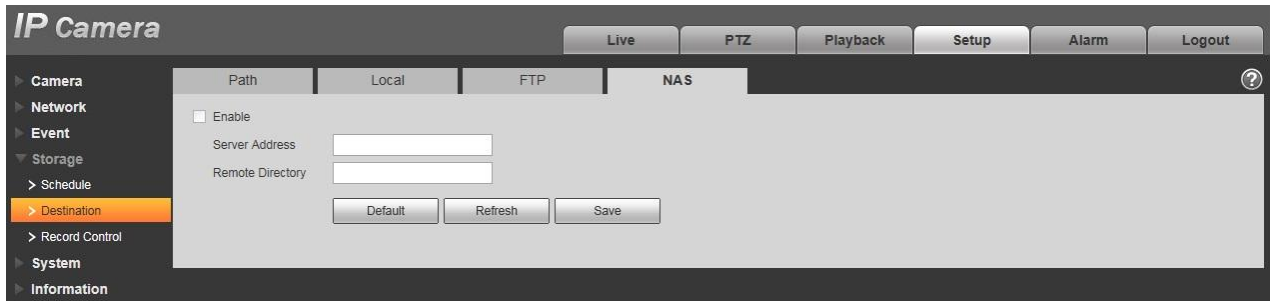 IP Camera
Live PTZ Playback Setup Alarm Logout
Camera
Network
Event
Storage
> Schedule
> Destination
> Record Control
System
Information
Path Local FTP NAS ?
Enable
Server Address
Remote Directory
Default Refresh Save